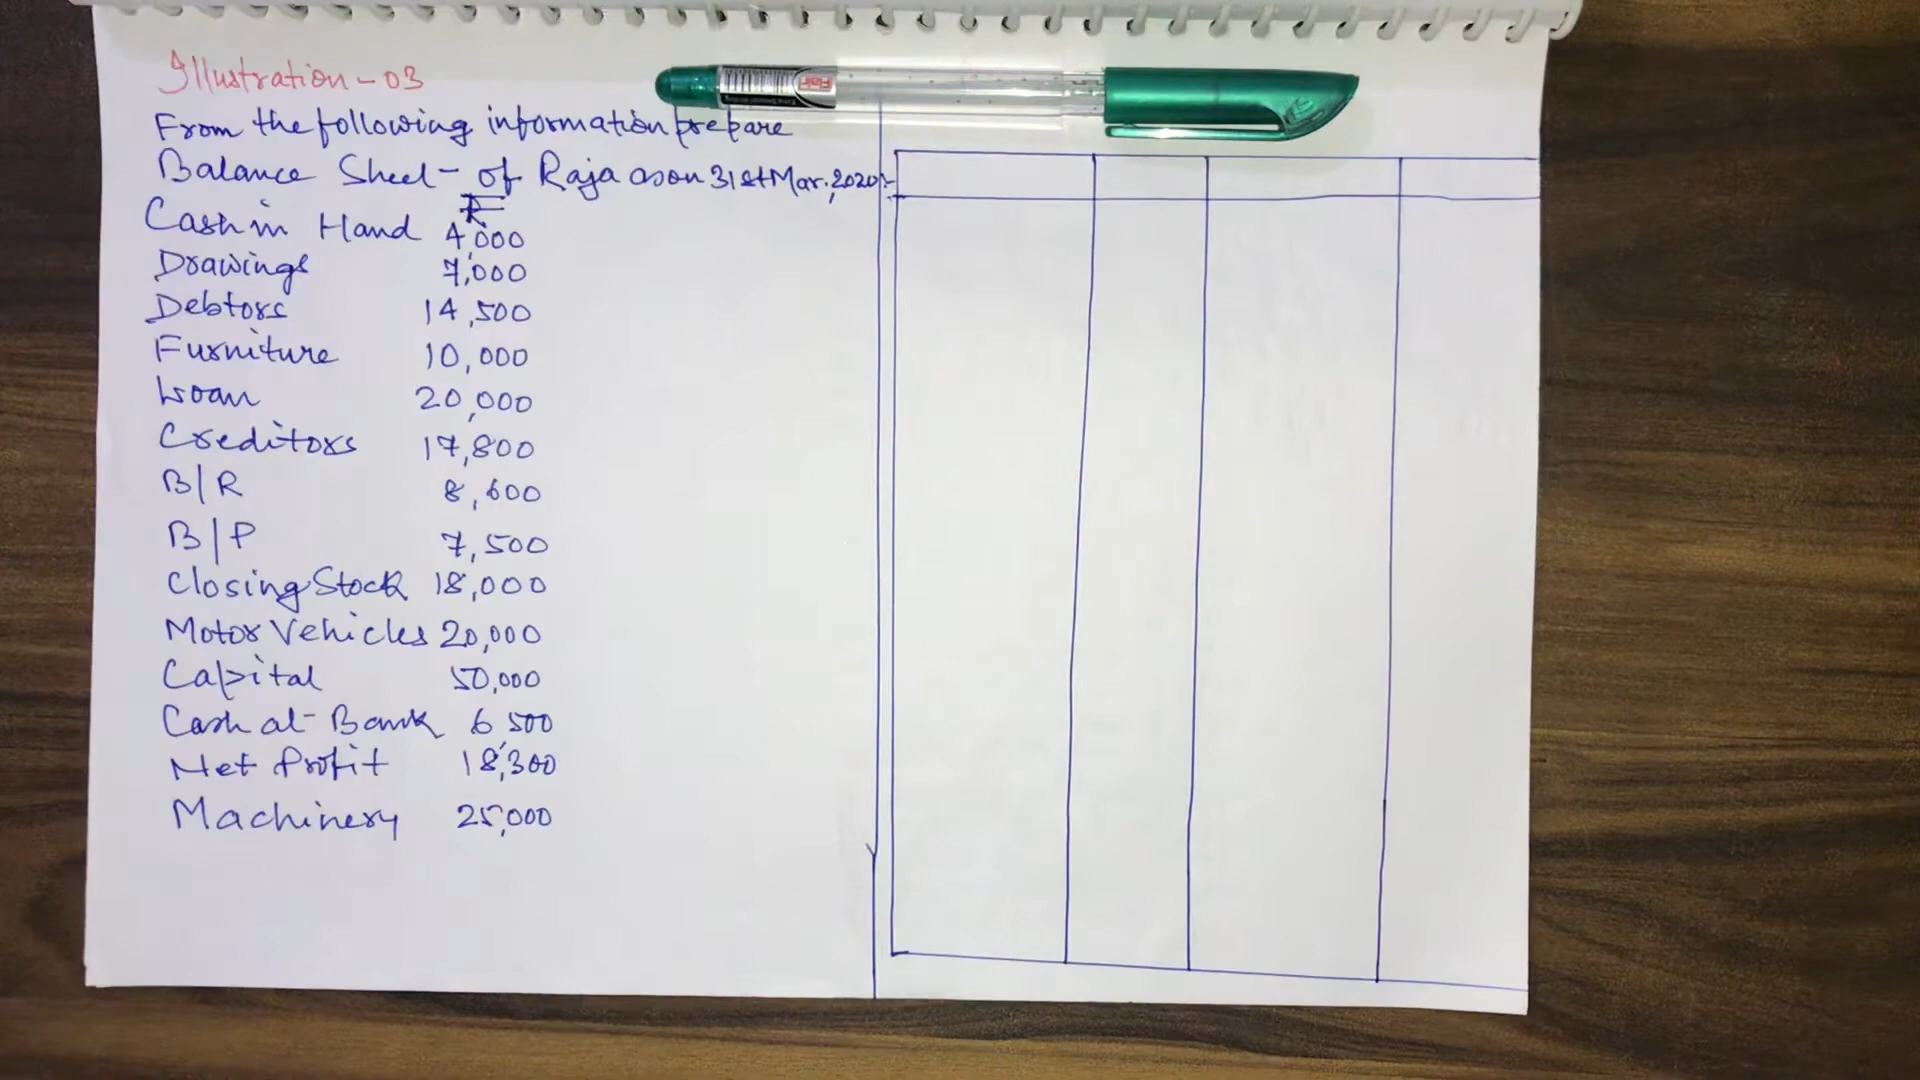 Illustration-03
From the following information prepare
Balance Sheet of Raja as on 31st Mar, 2020:-
₹
Cash in Hand 4,000
Drawings 7,000
Debtors 14,500
Furniture 10,000
Loan 20,000
Creditors 17,800
B/R 8,600
B/P 7,500
Closing Stock 18,000
Motor Vehicles 20,000
Capital 50,000
Cash at Bank 6,500
Net Profit 18,300
Machinery 25,000
Flair